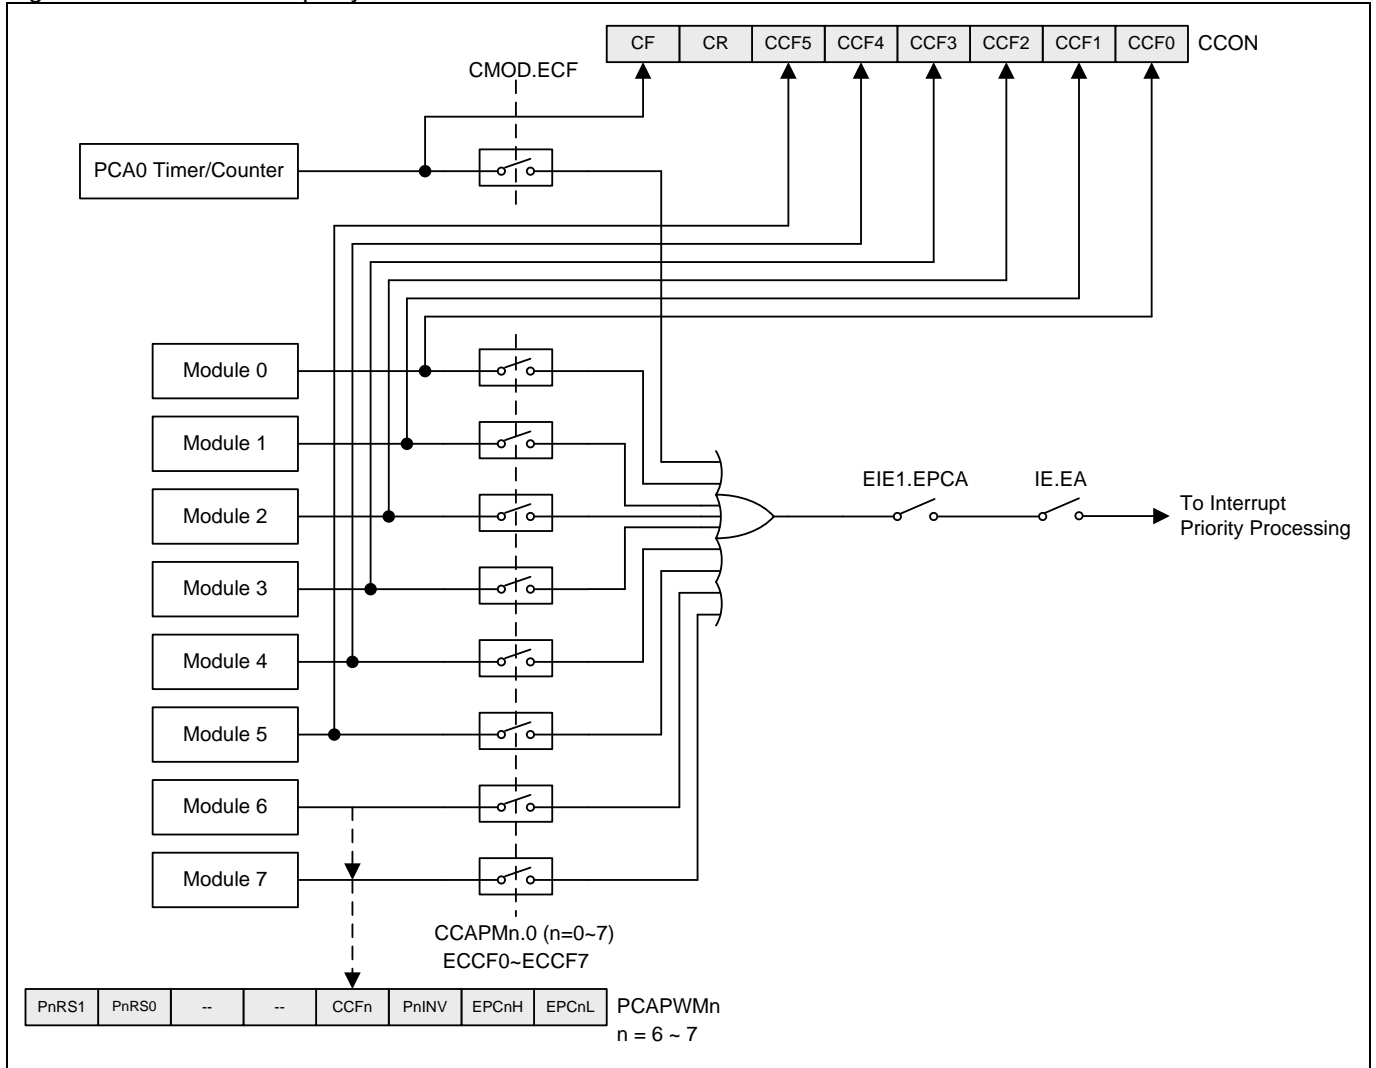 CF CR CCF5 CCF4 CCF3 CCF2 CCF1 CCF0 CCON
CMOD.ECF
PCA0 Timer/Counter
Module 0
Module 1
Module 2
Module 3
Module 4
Module 5
Module 6
Module 7
EIE1.EPCA
IE.EA
To Interrupt
Priority Processing
CCAPMn.0 (n=0~7)
ECCF0~ECCF7
PnRS1 PnRS0 -- -- CCFn PnINV EPCnH EPCnL PCAPWMn
n = 6 ~ 7